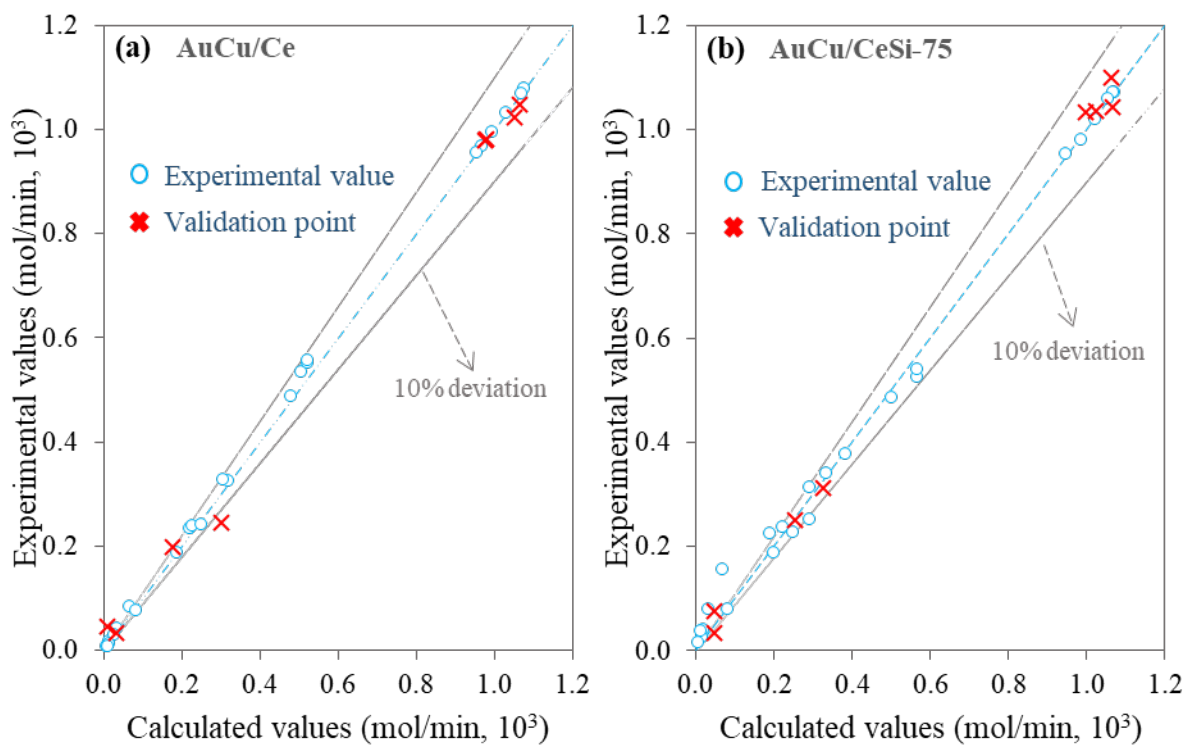 (a) AuCu/Ce
Experimental value
Validation point
10% deviation
Experimental values (mol/min, 10³)
1.2
1.0
0.8
0.6
0.4
0.2
0.0
0.0 0.2 0.4 0.6 0.8 1.0 1.2
Calculated values (mol/min, 10³)
(b) AuCu/CeSi-75
Experimental value
Validation point
10% deviation
Experimental values (mol/min, 10³)
1.2
1.0
0.8
0.6
0.4
0.2
0.0
0.0 0.2 0.4 0.6 0.8 1.0 1.2
Calculated values (mol/min, 10³)